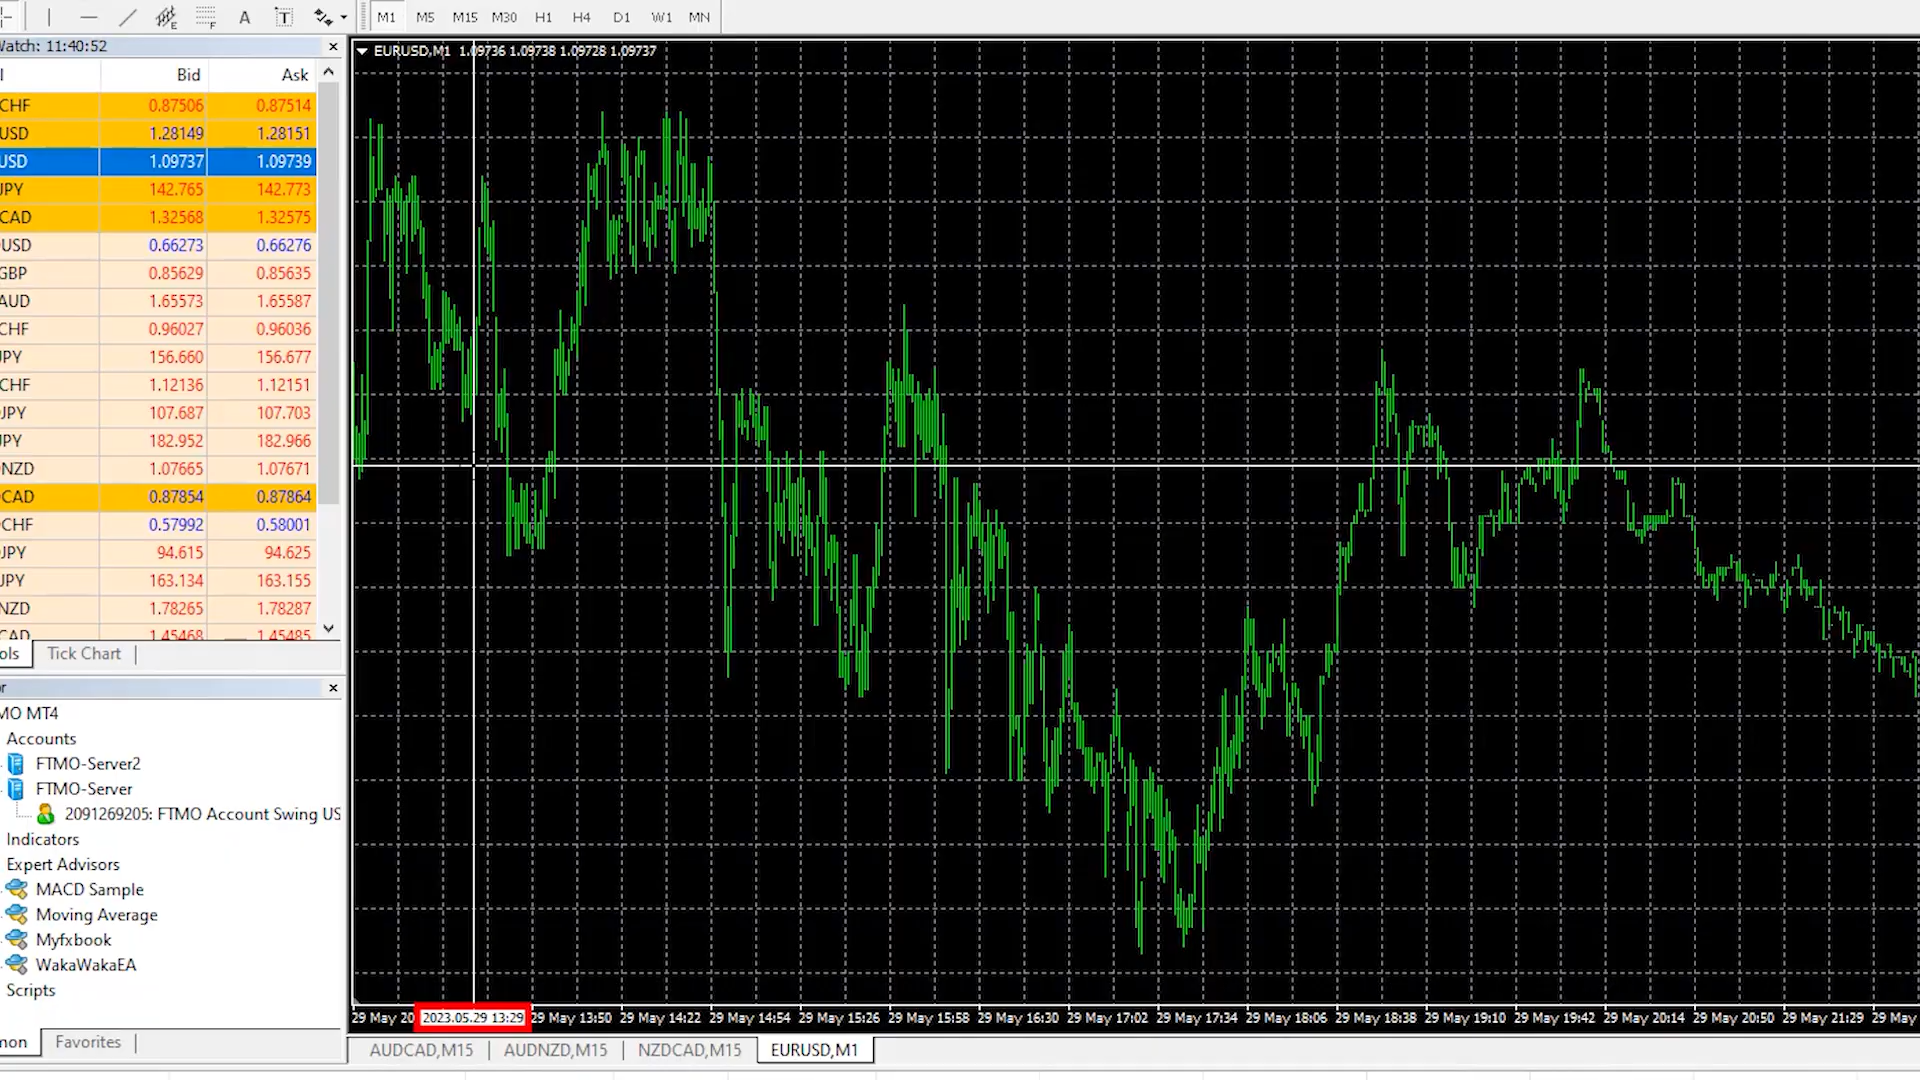 E F A T M1 M5 M15 M30 H1 H4 D1 W1 MN
Watch: 11:40:52
l Bid Ask
CHF 0.87506 0.87514
USD 1.28149 1.28151
USD 1.09737 1.09739
JPY 142.765 142.773
CAD 1.32568 1.32575
USD 0.66273 0.66276
GBP 0.85629 0.85635
AUD 1.65573 1.65587
CHF 0.96027 0.96036
JPY 156.660 156.677
CHF 1.12136 1.12151
JPY 107.687 107.703
JPY 182.952 182.966
NZD 1.07665 1.07671
CAD 0.87854 0.87864
CHF 0.57992 0.58001
JPY 94.615 94.625
JPY 163.134 163.155
NZD 1.78265 1.78287
CAD 1.45468 1.45485
ols Tick Chart
r
MO MT4
Accounts
FTMO-Server2
FTMO-Server
2091269205: FTMO Account Swing US
Indicators
Expert Advisors
MACD Sample
Moving Average
Myfxbook
WakaWakaEA
Scripts
mon Favorites
EURUSD,M1 1.09736 1.09738 1.09728 1.09737
29 May 20 2023.05.29 13:29 29 May 13:50 29 May 14:22 29 May 14:54 29 May 15:26 29 May 15:58 29 May 16:30 29 May 17:02 29 May 17:34 29 May 18:06 29 May 18:38 29 May 19:10 29 May 19:42 29 May 20:14 29 May 20:50 29 May 21:29 29 May
AUDCAD,M15 AUDNZD,M15 NZDCAD,M15 EURUSD,M1